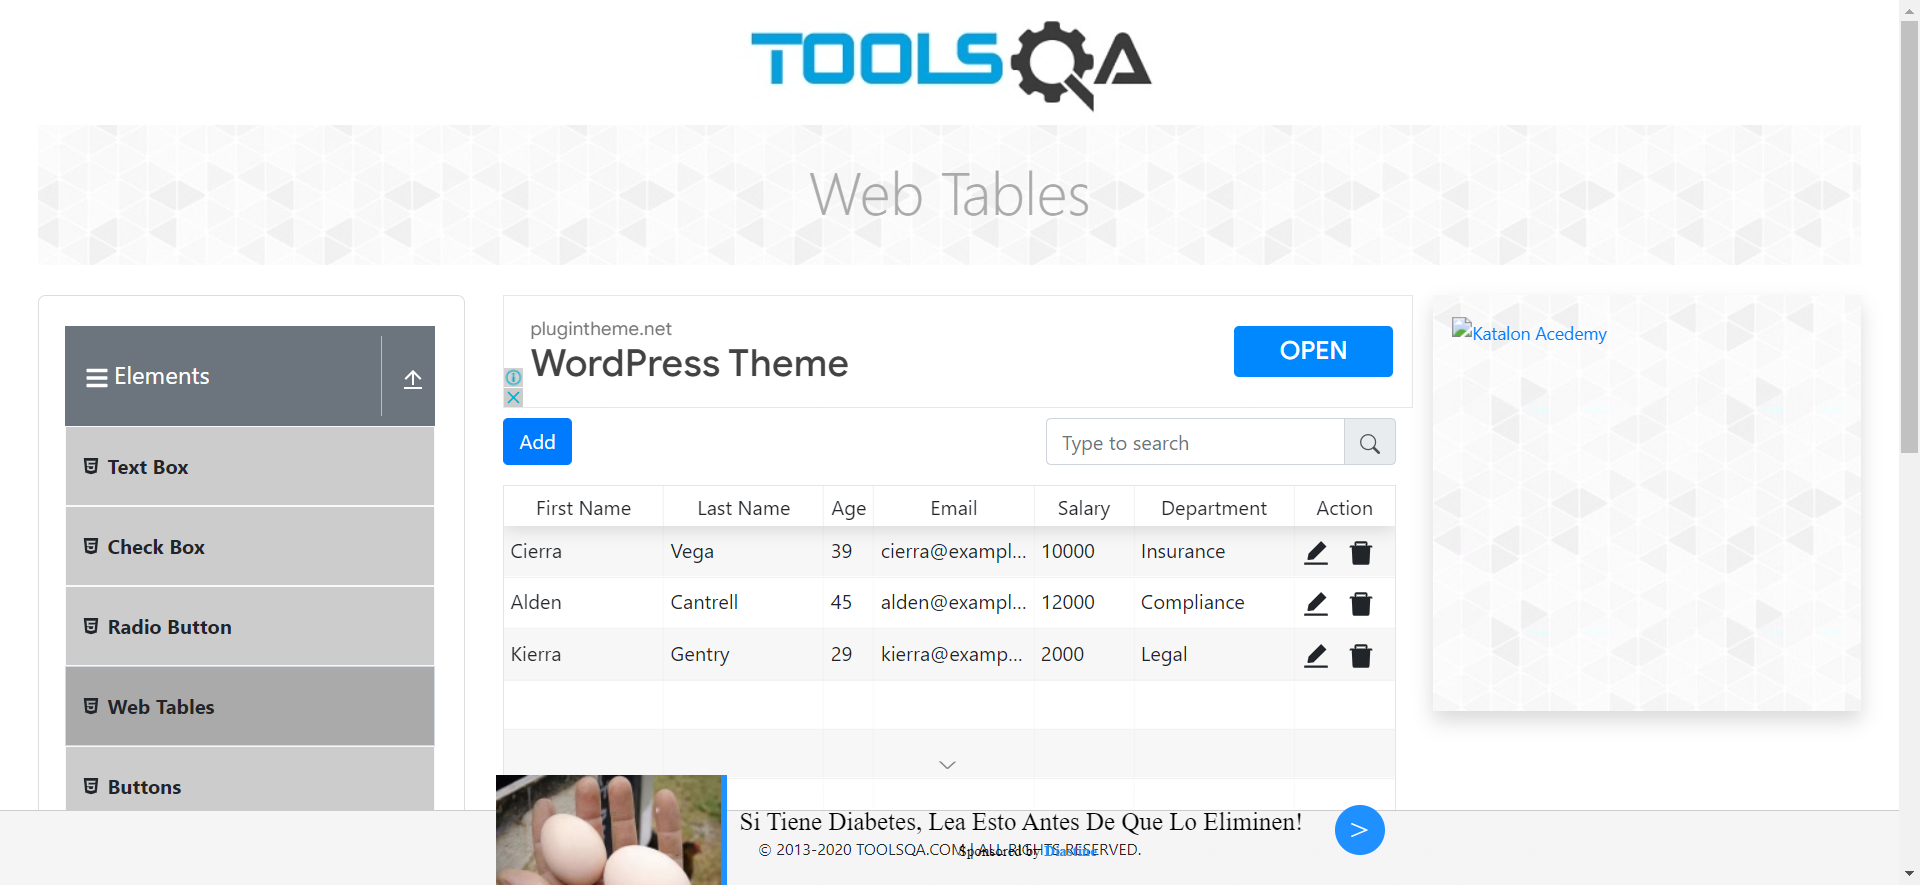 TOOLSQA
Web Tables
Elements
Text Box
Check Box
Radio Button
Web Tables
Buttons
plugintheme.net
WordPress Theme
OPEN
Add
Type to search
First Name Last Name Age Email Salary Department Action
Cierra Vega 39 cierra@exampl... 10000 Insurance
Alden Cantrell 45 alden@exampl... 12000 Compliance
Kierra Gentry 29 kierra@examp... 2000 Legal
Katalon Acedemy
Si Tiene Diabetes, Lea Esto Antes De Que Lo Eliminen!
© 2013-2020 TOOLSQA.COM | ALL RIGHTS RESERVED.
Sponsored by